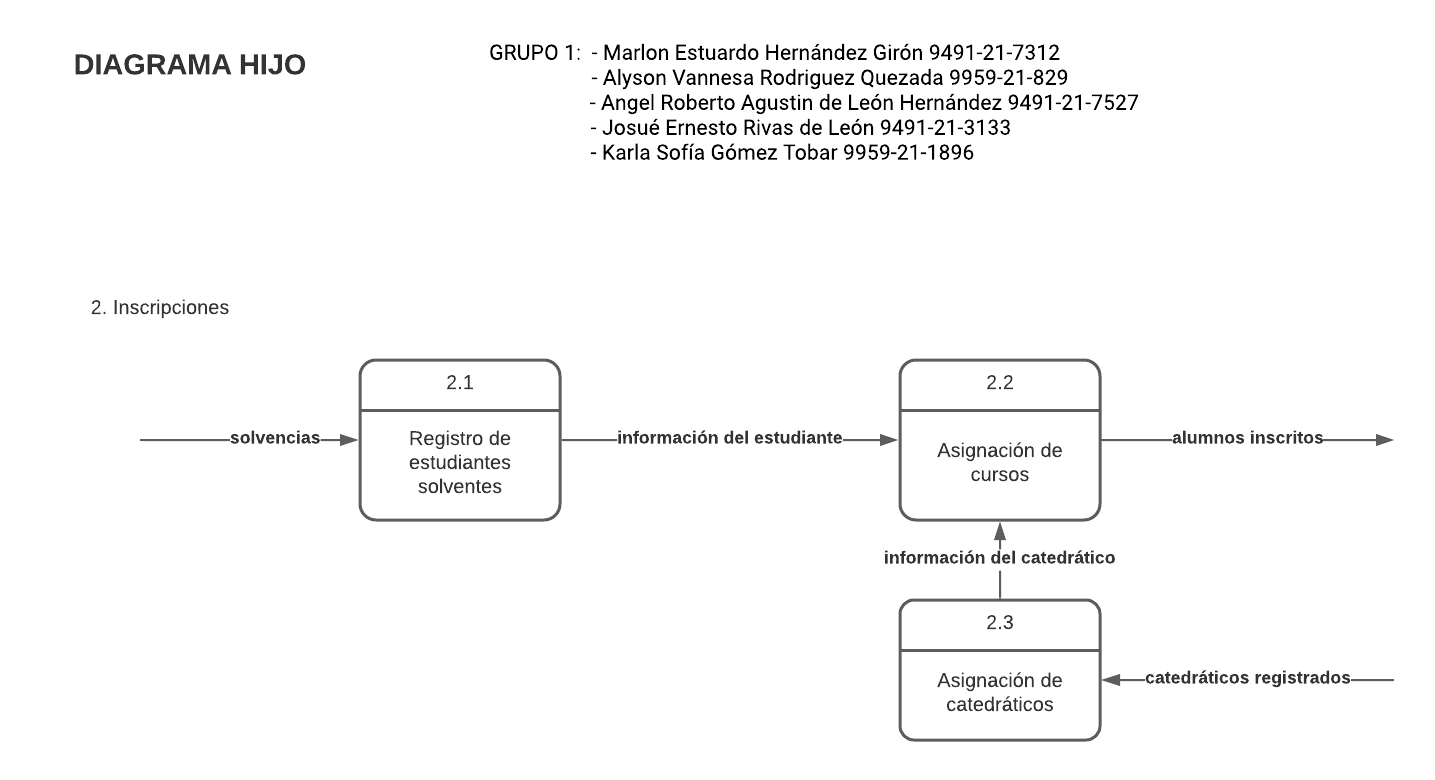 DIAGRAMA HIJO
GRUPO 1: - Marlon Estuardo Hernández Girón 9491-21-7312
- Alyson Vannesa Rodriguez Quezada 9959-21-829
- Angel Roberto Agustin de León Hernández 9491-21-7527
- Josué Ernesto Rivas de León 9491-21-3133
- Karla Sofía Gómez Tobar 9959-21-1896
2. Inscripciones
solvencias
2.1
Registro de
estudiantes
solventes
información del estudiante
2.2
Asignación de
cursos
alumnos inscritos
información del catedrático
2.3
Asignación de
catedráticos
catedráticos registrados